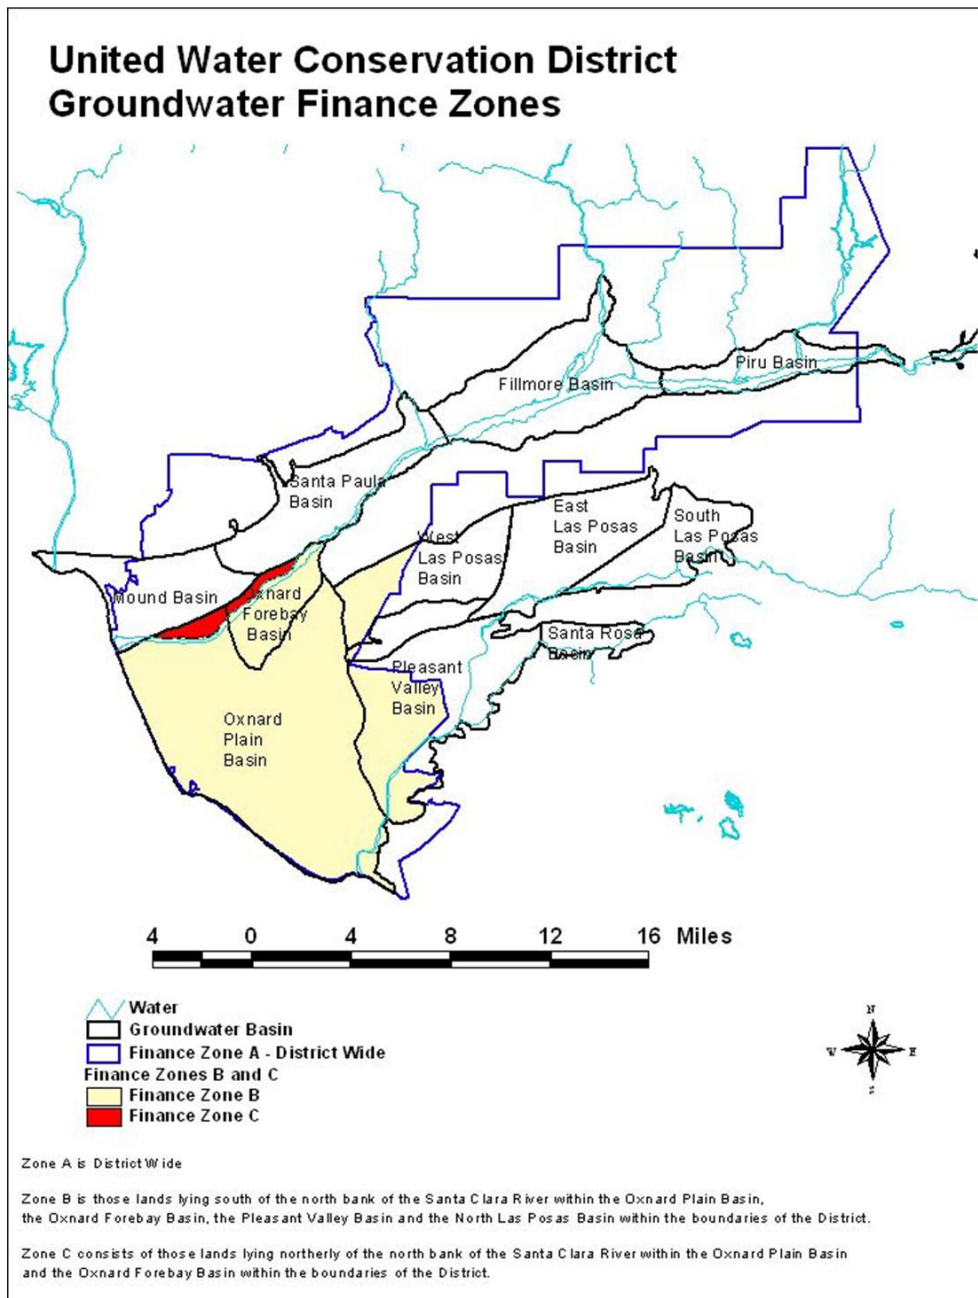 United Water Conservation District
Groundwater Finance Zones
Piru Basin
Fillmore Basin
Santa Paula
Basin
West
Las Posas
Basin
East
Las Posas
Basin
South
Las Posas
Basin
Mound Basin
Oxnard
Forebay
Basin
Santa Rosa
Basin
Pleasant
Valley
Basin
Oxnard
Plain
Basin
4 0 4 8 12 16 Miles
Water
Groundwater Basin
Finance Zone A - District Wide
Finance Zones B and C
Finance Zone B
Finance Zone C
N
W E
S
Zone A is District Wide
Zone B is those lands lying south of the north bank of the Santa Clara River within the Oxnard Plain Basin,
the Oxnard Forebay Basin, the Pleasant Valley Basin and the North Las Posas Basin within the boundaries of the District.
Zone C consists of those lands lying northerly of the north bank of the Santa Clara River within the Oxnard Plain Basin
and the Oxnard Forebay Basin within the boundaries of the District.